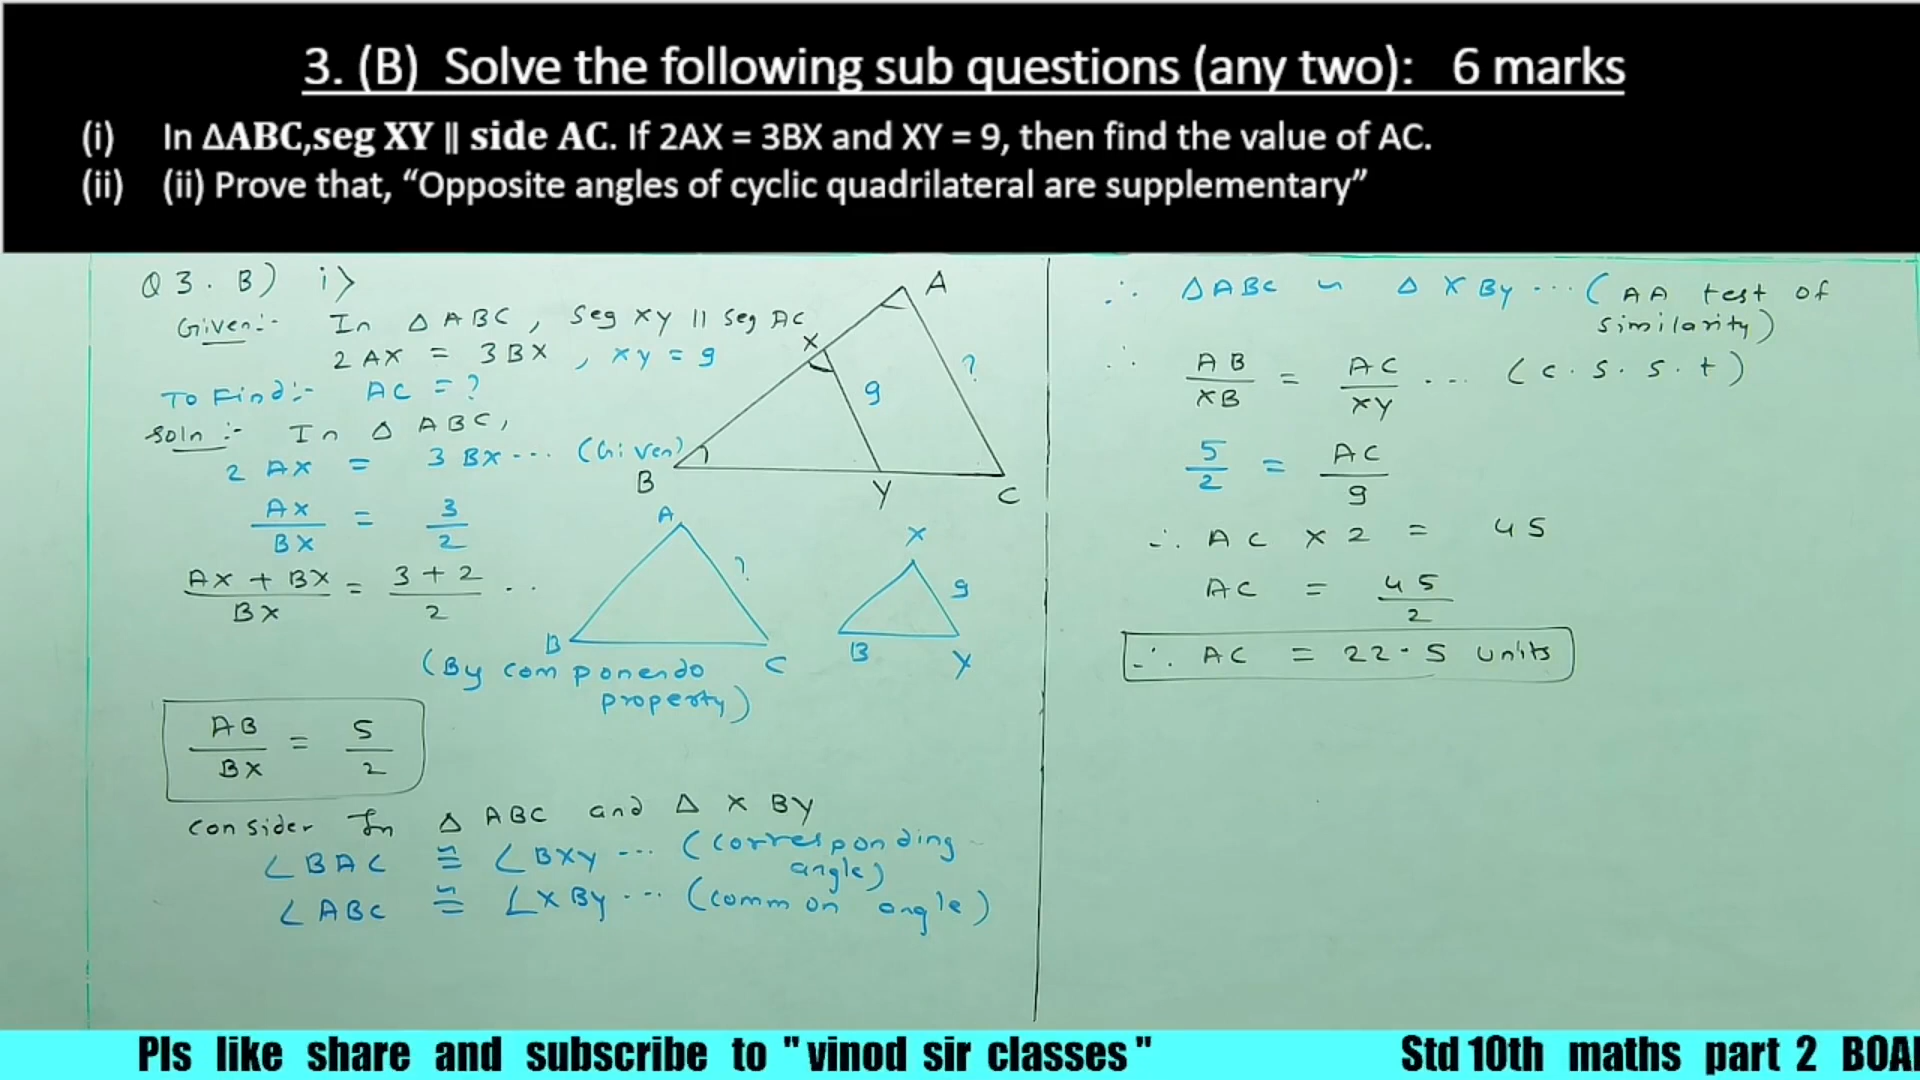 3. (B) Solve the following sub questions (any two): 6 marks
(i) In ∆ABC,seg XY ∥ side AC. If 2AX = 3BX and XY = 9, then find the value of AC.
(ii) (ii) Prove that, “Opposite angles of cyclic quadrilateral are supplementary”
Q 3. B) i>
Given:- In ∆ ABC, Seg XY || Seg AC
2 AX = 3BX, XY = 9
To Find:- AC = ?
Soln:- In ∆ ABC,
2 AX = 3 BX ... (Given)
AX/BX = 3/2
AX + BX/BX = 3+2/2 ..
(By componendo
property)
AB/BX = 5/2
A
X
9
?
B
Y
C
A
?
B
C
X
9
B
Y
Consider In ∆ ABC and ∆ XBY
∠BAC ≅ ∠BXY ... (corresponding
angle)
∠ABC ≅ ∠XBY ... (common angle)
∴ ∆ABC ~ ∆ XBY ... (AA test of
similarity)
∴ AB/XB = AC/XY ... (c.s.s.t)
5/2 = AC/9
∴ AC × 2 = 45
AC = 45/2
∴ AC = 22.5 units
Pls like share and subscribe to "vinod sir classes" Std 10th maths part 2 BOA